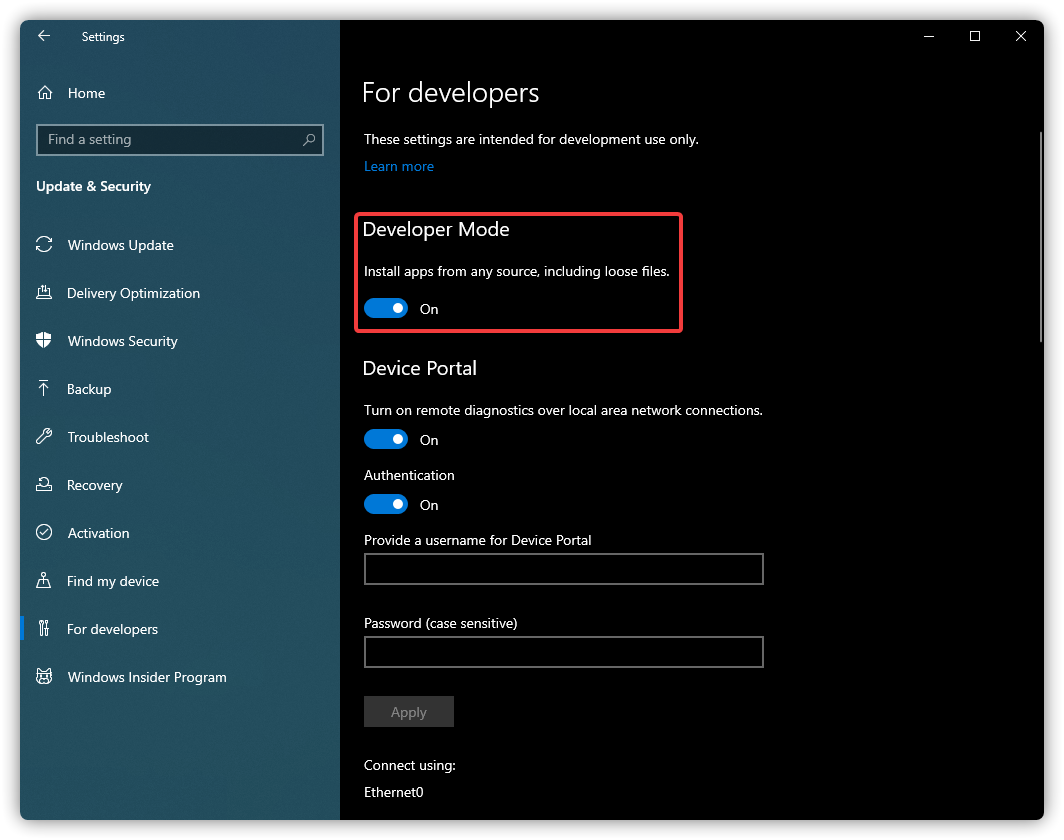 Settings
Home
Find a setting
Update & Security
Windows Update
Delivery Optimization
Windows Security
Backup
Troubleshoot
Recovery
Activation
Find my device
For developers
Windows Insider Program
For developers
These settings are intended for development use only.
Learn more
Developer Mode
Install apps from any source, including loose files.
On
Device Portal
Turn on remote diagnostics over local area network connections.
On
Authentication
On
Provide a username for Device Portal
Password (case sensitive)
Apply
Connect using:
Ethernet0